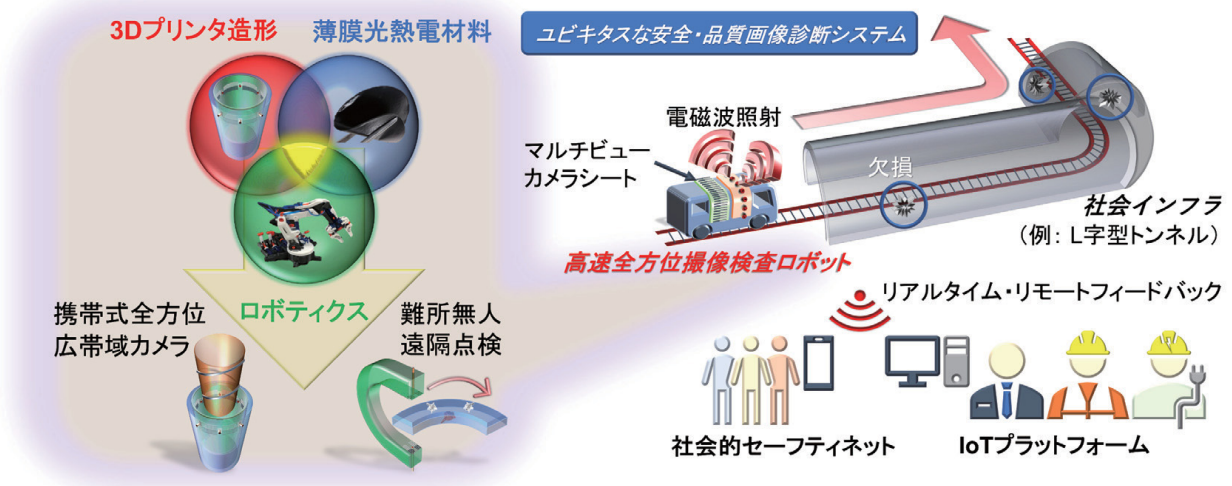 3Dプリンタ造形
薄膜光熱電材料
ロボティクス
携帯式全方位
広帯域カメラ
難所無人
遠隔点検
ユビキタスな安全・品質画像診断システム
電磁波照射
マルチビュー
カメラシート
欠損
社会インフラ
（例： L字型トンネル）
高速全方位撮像検査ロボット
リアルタイム・リモートフィードバック
社会的セーフティネット
IoTプラットフォーム